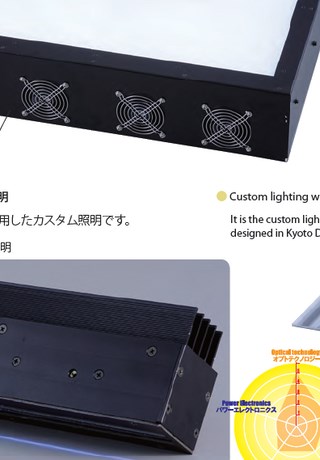 明
用したカスタム照明です。
明
Custom lighting w
It is the custom ligh
designed in Kyoto D
Optical technology
オプトテクノロジー
Power Electronics
パワーエレクトロニクス